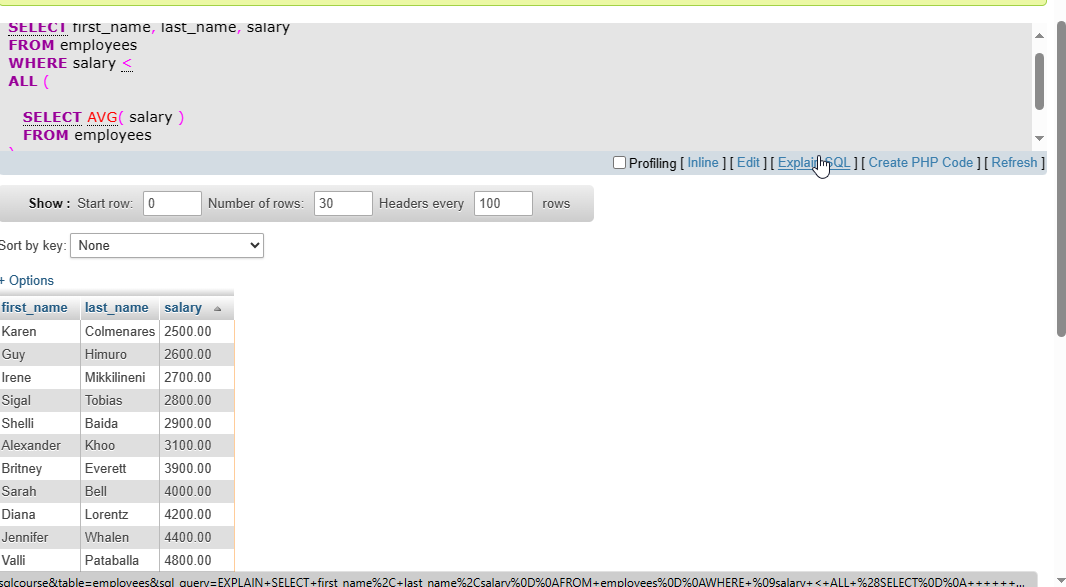 SELECT first_name, last_name, salary
FROM employees
WHERE salary <
ALL (
SELECT AVG( salary )
FROM employees
)
Profiling [ Inline ] [ Edit ] [ Explain SQL ] [ Create PHP Code ] [ Refresh ]
Show : Start row: 0 Number of rows: 30 Headers every 100 rows
Sort by key: None
+ Options
first_name last_name salary
Karen Colmenares 2500.00
Guy Himuro 2600.00
Irene Mikkilineni 2700.00
Sigal Tobias 2800.00
Shelli Baida 2900.00
Alexander Khoo 3100.00
Britney Everett 3900.00
Sarah Bell 4000.00
Diana Lorentz 4200.00
Jennifer Whalen 4400.00
Valli Pataballa 4800.00
sqlcourse&table=employees&sql_query=EXPLAIN+SELECT+first_name%2C+last_name%2Csalary%0D%0AFROM+employees%0D%0AWHERE+%09salary+<+ALL+%28SELECT%0D%0A++++++...